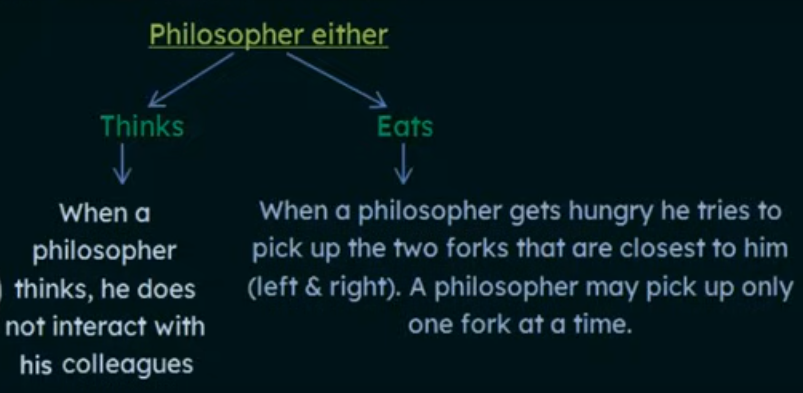 Philosopher either
Thinks
Eats
When a
philosopher
thinks, he does
not interact with
his colleagues
When a philosopher gets hungry he tries to
pick up the two forks that are closest to him
(left & right). A philosopher may pick up only
one fork at a time.